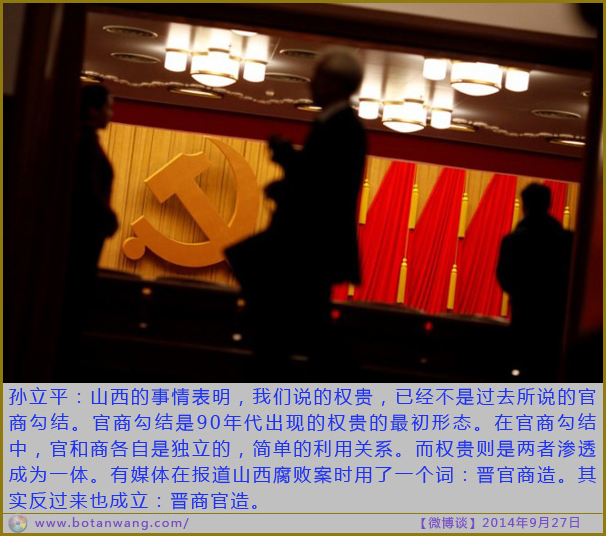 孙立平：山西的事情表明，我们说的权贵，已经不是过去所说的官
商勾结。官商勾结是90年代出现的权贵的最初形态。在官商勾结
中，官和商各自是独立的，简单的利用关系。而权贵则是两者渗透
成为一体。有媒体在报道山西腐败案时用了一个词：晋官商造。其
实反过来也成立：晋商官造。
www.botanwang.com/
【微博谈】2014年9月27日